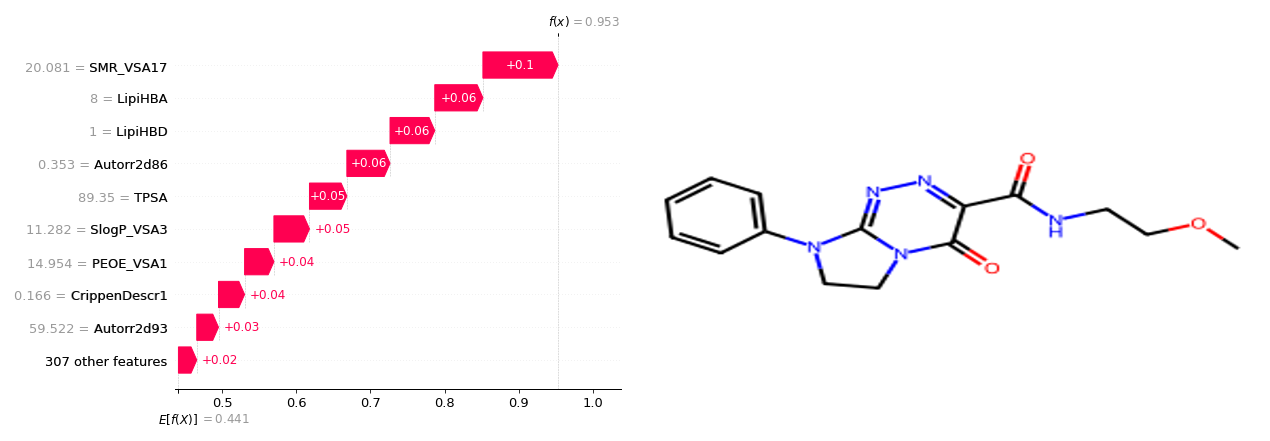 f(x) = 0.953
20.081 = SMR_VSA17 +0.1
8 = LipiHBA +0.06
1 = LipiHBD +0.06
0.353 = Autorr2d86 +0.06
89.35 = TPSA +0.05
11.282 = SlogP_VSA3 +0.05
14.954 = PEOE_VSA1 +0.04
0.166 = CrippenDescr1 +0.04
59.522 = Autorr2d93 +0.03
307 other features +0.02
0.5 0.6 0.7 0.8 0.9 1.0
E[f(X)] = 0.441
O
N N
N
H
O
N N
O